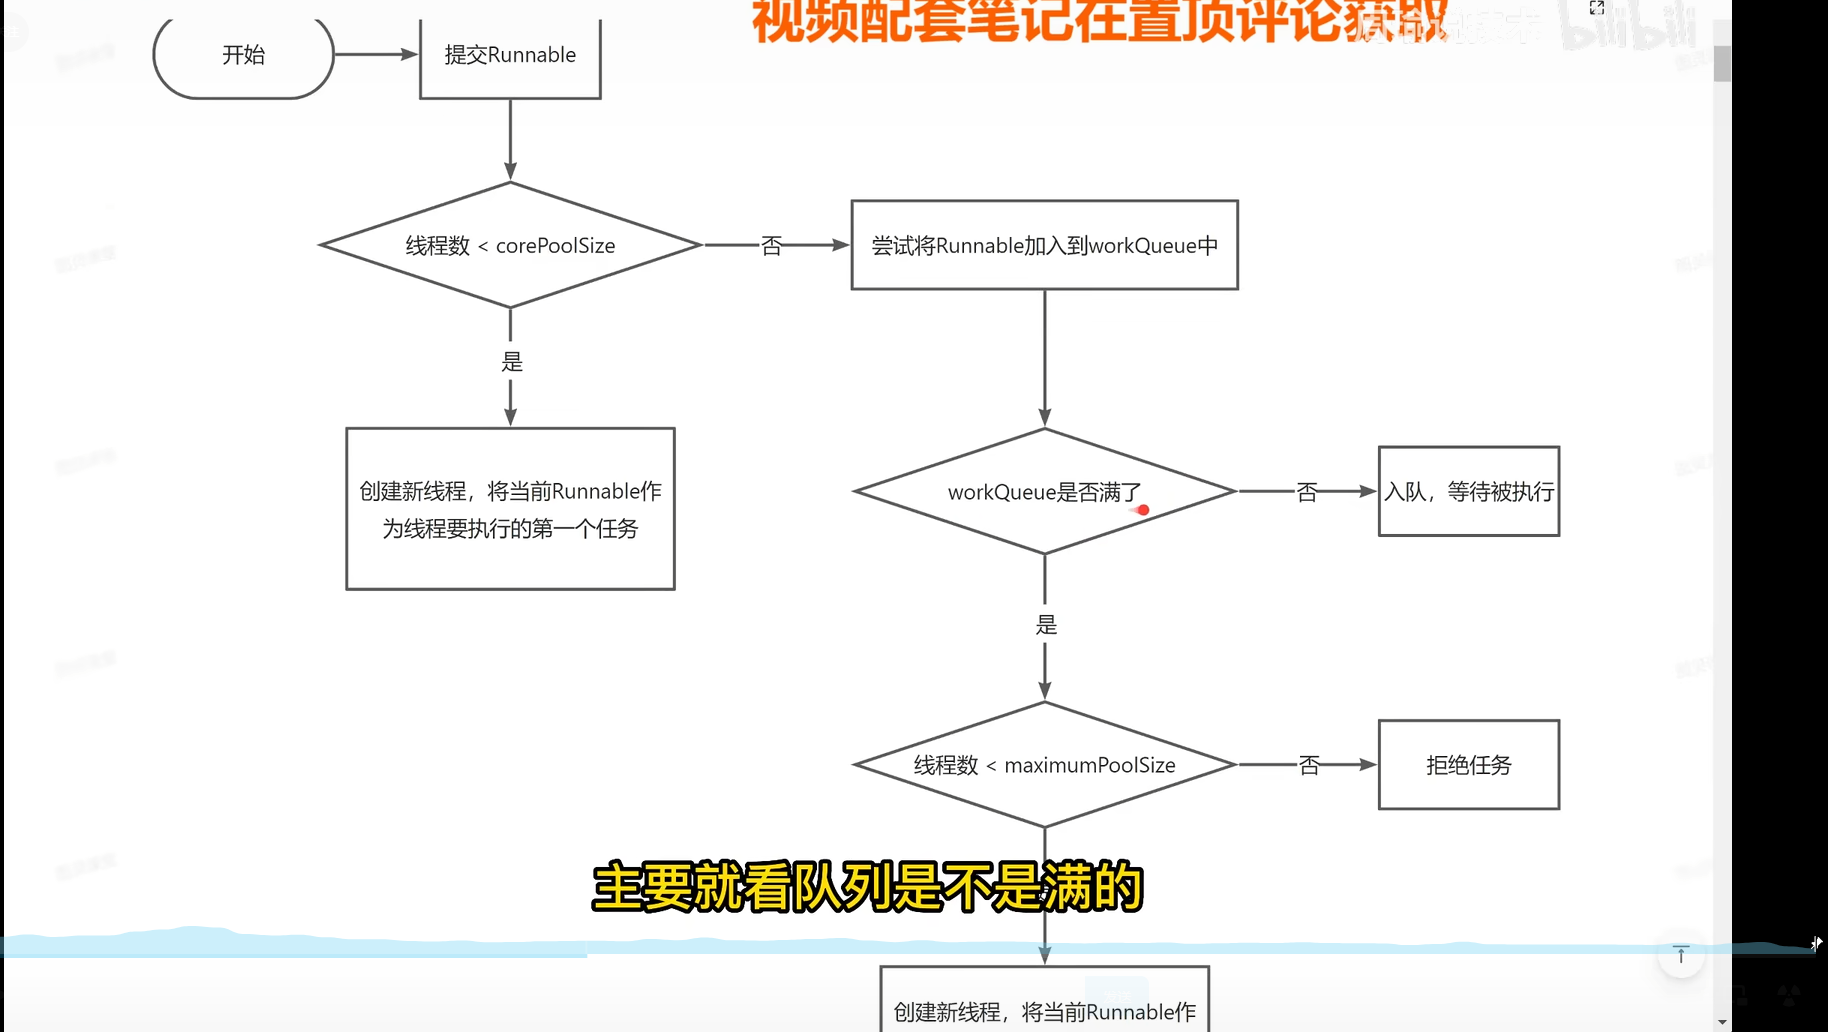 视频配套笔记在置顶评论获取
bilibili
开始
提交Runnable
线程数 < corePoolSize
否
尝试将Runnable加入到workQueue中
是
创建新线程，将当前Runnable作
为线程要执行的第一个任务
workQueue是否满了
否
入队，等待被执行
是
线程数 < maximumPoolSize
否
拒绝任务
主要就看队列是不是满的
创建新线程，将当前Runnable作